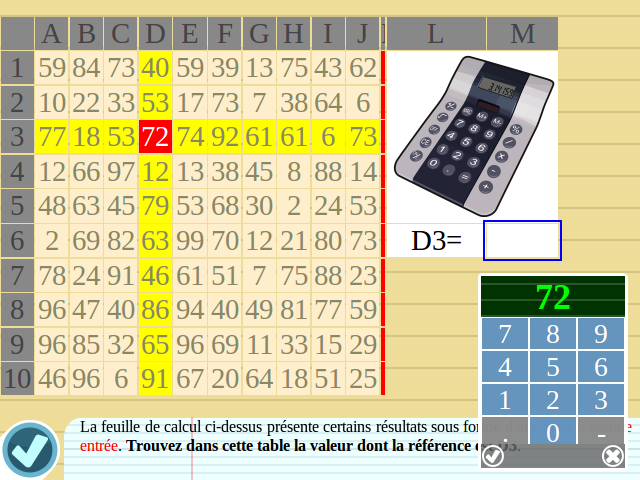 A B C D E F G H I J L M
1 59 84 73 40 59 39 13 75 43 62
2 10 22 33 53 17 73 7 38 64 6
3 77 18 53 72 74 92 61 61 6 73
4 12 66 97 12 13 38 45 8 88 14
5 48 63 45 79 53 68 30 2 24 53
6 2 69 82 63 99 70 12 21 80 73
D3=
7 78 24 91 46 61 51 7 75 88 23
8 96 47 40 86 94 40 49 81 77 59
9 96 85 32 65 96 69 11 33 15 29
10 46 96 6 91 67 20 64 18 51 25
72
7 8 9
4 5 6
1 2 3
. 0 -
La feuille de calcul ci-dessus présente certains résultats sous
entrée. Trouvez dans cette table la valeur dont la référence D3.